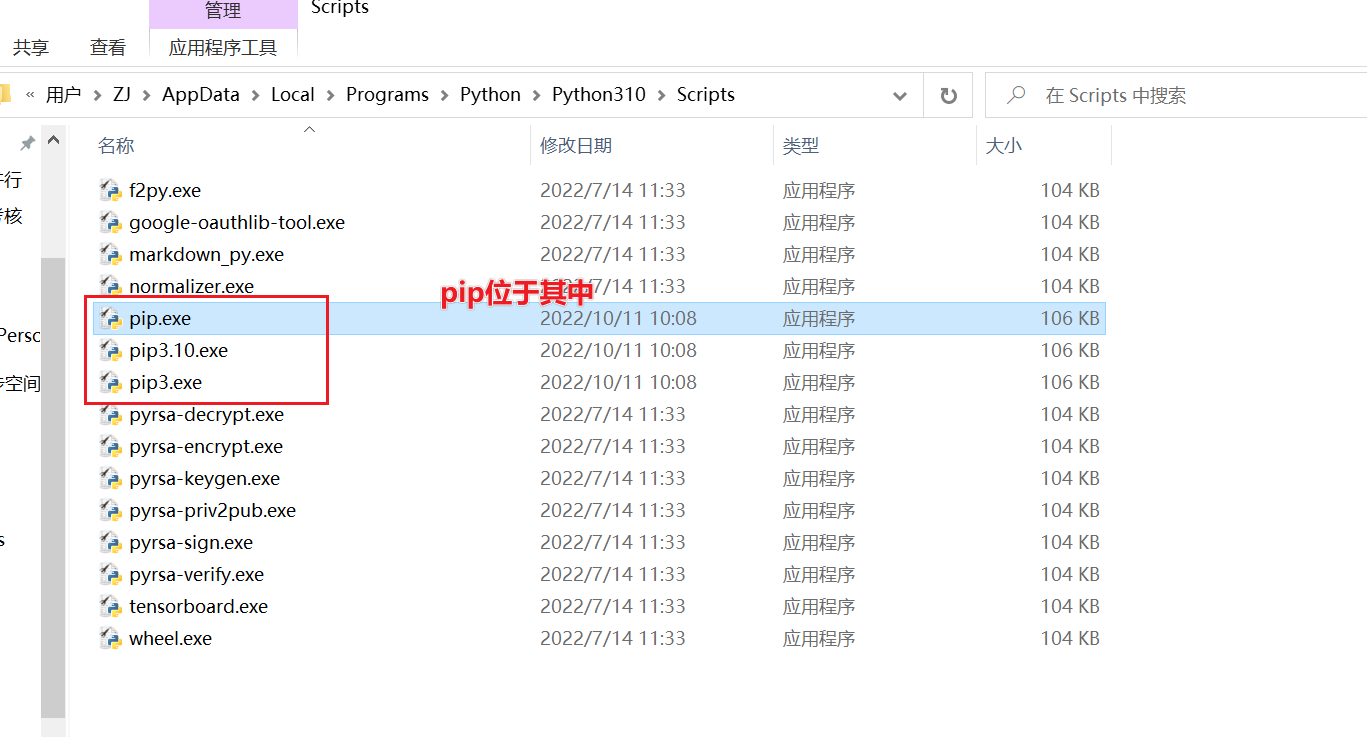 管理
Scripts
共享 查看 应用程序工具
« 用户 > ZJ > AppData > Local > Programs > Python > Python310 > Scripts
在 Scripts 中搜索
名称 修改日期 类型 大小
f2py.exe 2022/7/14 11:33 应用程序 104 KB
google-oauthlib-tool.exe 2022/7/14 11:33 应用程序 104 KB
markdown_py.exe 2022/7/14 11:33 应用程序 104 KB
normalizer.exe 7/14 11:33 应用程序 104 KB
pip位于其中
pip.exe 2022/10/11 10:08 应用程序 106 KB
pip3.10.exe 2022/10/11 10:08 应用程序 106 KB
pip3.exe 2022/10/11 10:08 应用程序 106 KB
pyrsa-decrypt.exe 2022/7/14 11:33 应用程序 104 KB
pyrsa-encrypt.exe 2022/7/14 11:33 应用程序 104 KB
pyrsa-keygen.exe 2022/7/14 11:33 应用程序 104 KB
pyrsa-priv2pub.exe 2022/7/14 11:33 应用程序 104 KB
pyrsa-sign.exe 2022/7/14 11:33 应用程序 104 KB
pyrsa-verify.exe 2022/7/14 11:33 应用程序 104 KB
tensorboard.exe 2022/7/14 11:33 应用程序 104 KB
wheel.exe 2022/7/14 11:33 应用程序 104 KB
行
核
Perso
空间
s